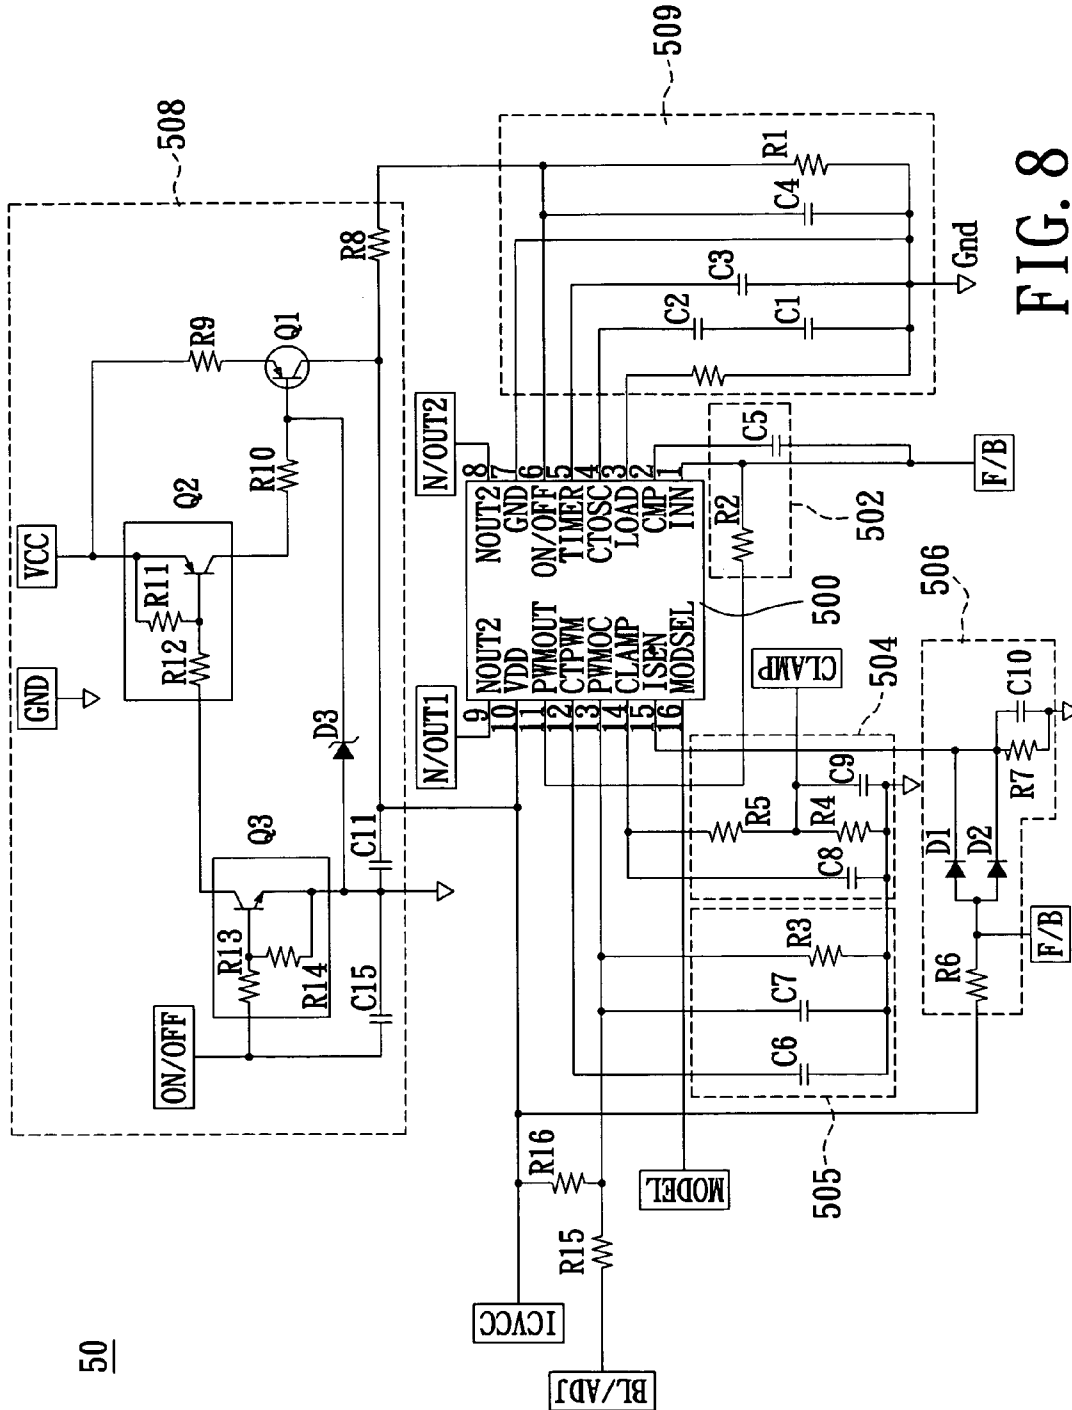 50
508
VCC
GND
ON/OFF
Q2
R11
R12
R10
R9
Q1
R8
D3
Q3
R13
R14
C15
C11
509
R1
C4
C3
C2
C1
Gnd
N/OUT1
N/OUT2
9 NOUT2
10 VDD
11 PWMOUT
12 CTPWM
13 PWMOC
14 CLAMP
15 ISEN
16 MODSEL
NOUT2 8
GND 7
ON/OFF 6
TIMER 5
CTOSC 4
LOAD 3
CMP 2
INN 1
500
C5
R2
502
F/B
ICVCC
BL/ADJ
R16
R15
MODEL
505
C6
C7
R3
504
CLAMP
R5
R4
C8
C9
506
D1
D2
R6
R7
C10
F/B
FIG. 8